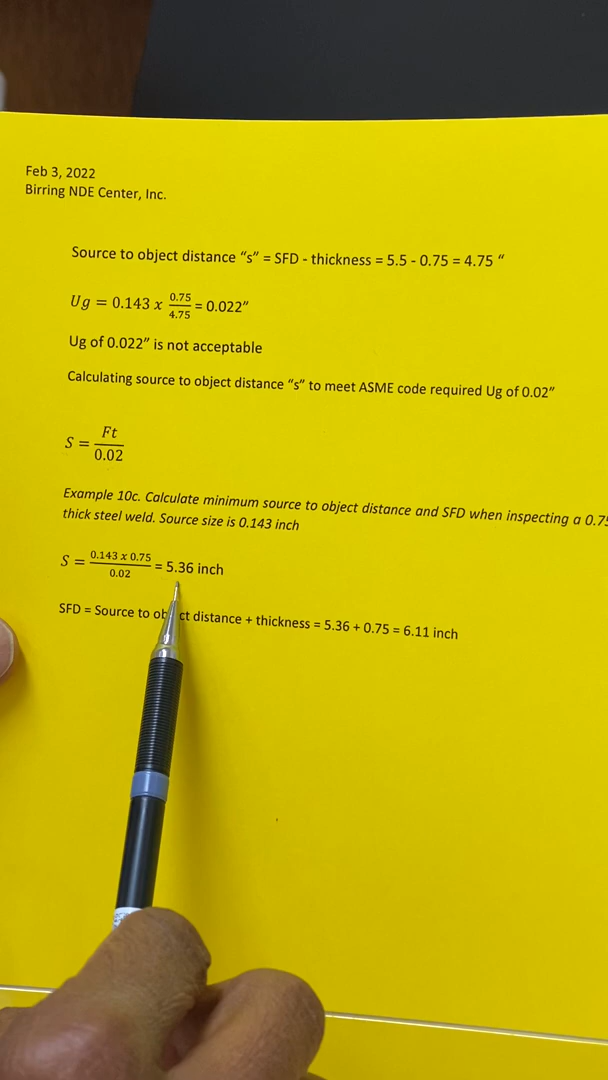 Feb 3, 2022
Birring NDE Center, Inc.
Source to object distance “s” = SFD - thickness = 5.5 - 0.75 = 4.75 “
Ug = 0.143 x 0.75/4.75 = 0.022”
Ug of 0.022” is not acceptable
Calculating source to object distance “s” to meet ASME code required Ug of 0.02”
S = Ft/0.02
Example 10c. Calculate minimum source to object distance and SFD when inspecting a 0.75
thick steel weld. Source size is 0.143 inch
S = 0.143 x 0.75/0.02 = 5.36 inch
SFD = Source to object distance + thickness = 5.36 + 0.75 = 6.11 inch